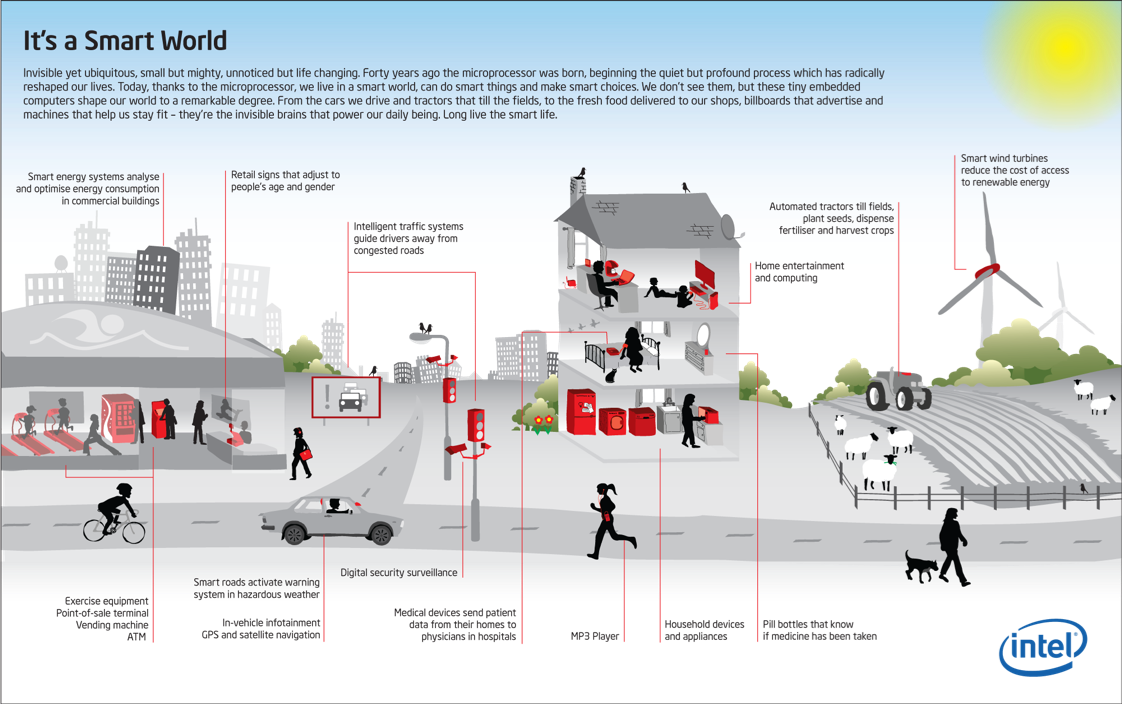 It's a Smart World
Invisible yet ubiquitous, small but mighty, unnoticed but life changing. Forty years ago the microprocessor was born, beginning the quiet but profound process which has radically
reshaped our lives. Today, thanks to the microprocessor, we live in a smart world, can do smart things and make smart choices. We don't see them, but these tiny embedded
computers shape our world to a remarkable degree. From the cars we drive and tractors that till the fields, to the fresh food delivered to our shops, billboards that advertise and
machines that help us stay fit – they're the invisible brains that power our daily being. Long live the smart life.
Smart energy systems analyse
and optimise energy consumption
in commercial buildings
Retail signs that adjust to
people's age and gender
Intelligent traffic systems
guide drivers away from
congested roads
Home entertainment
and computing
Automated tractors till fields,
plant seeds, dispense
fertiliser and harvest crops
Smart wind turbines
reduce the cost of access
to renewable energy
Exercise equipment
Point-of-sale terminal
Vending machine
ATM
Smart roads activate warning
system in hazardous weather
In-vehicle infotainment
GPS and satellite navigation
Digital security surveillance
Medical devices send patient
data from their homes to
physicians in hospitals
MP3 Player
Household devices
and appliances
Pill bottles that know
if medicine has been taken
intel®